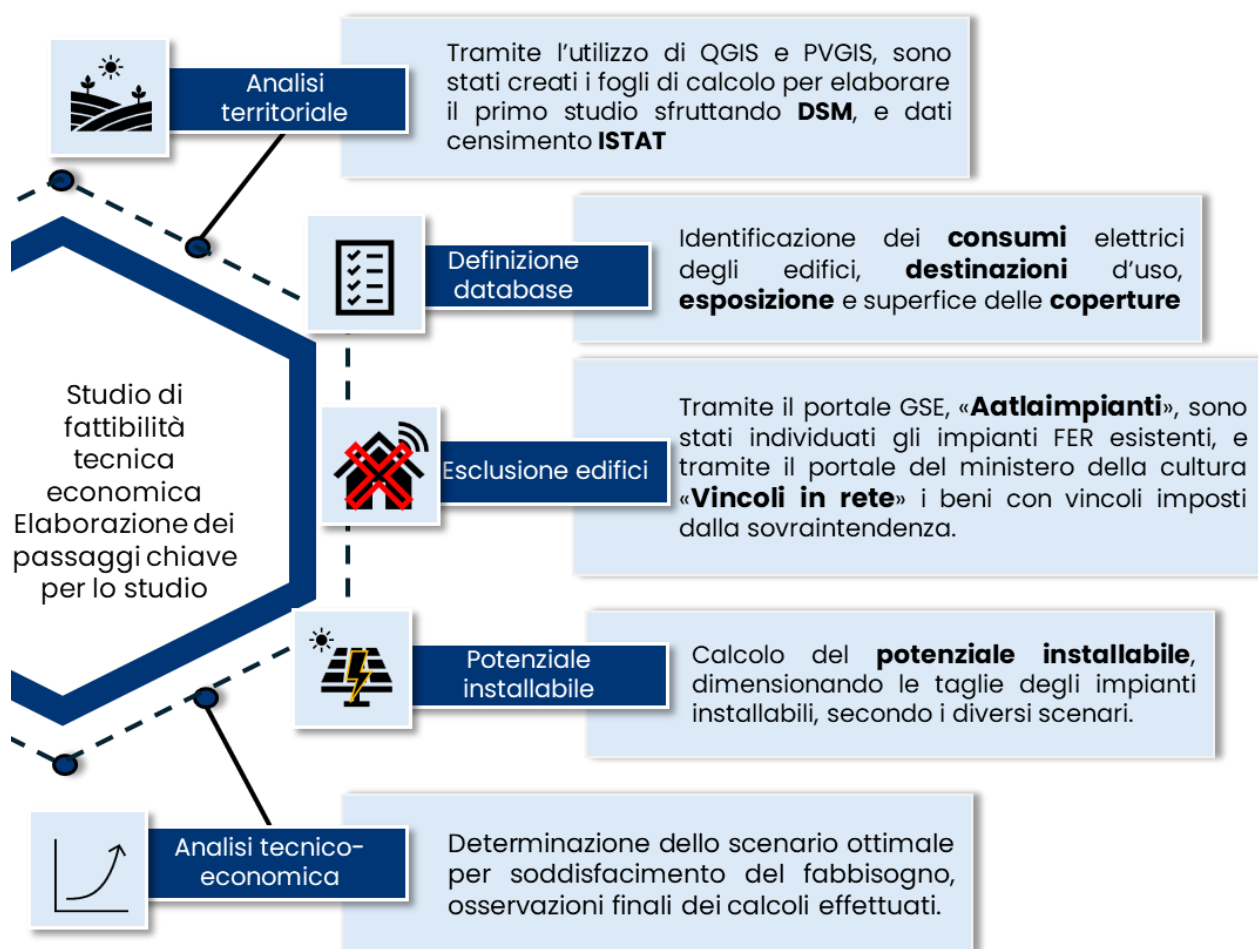 Analisi
territoriale
Tramite l’utilizzo di QGIS e PVGIS, sono
stati creati i fogli di calcolo per elaborare
il primo studio sfruttando DSM, e dati
censimento ISTAT
Definizione
database
Identificazione dei consumi elettrici
degli edifici, destinazioni d’uso,
esposizione e superfice delle coperture
Studio di
fattibilità
tecnica
economica
Elaborazione dei
passaggi chiave
per lo studio
Esclusione edifici
Tramite il portale GSE, «Aatlaimpianti», sono
stati individuati gli impianti FER esistenti, e
tramite il portale del ministero della cultura
«Vincoli in rete» i beni con vincoli imposti
dalla sovraintendenza.
Potenziale
installabile
Calcolo del potenziale installabile,
dimensionando le taglie degli impianti
installabili, secondo i diversi scenari.
Analisi tecnico-
economica
Determinazione dello scenario ottimale
per soddisfacimento del fabbisogno,
osservazioni finali dei calcoli effettuati.